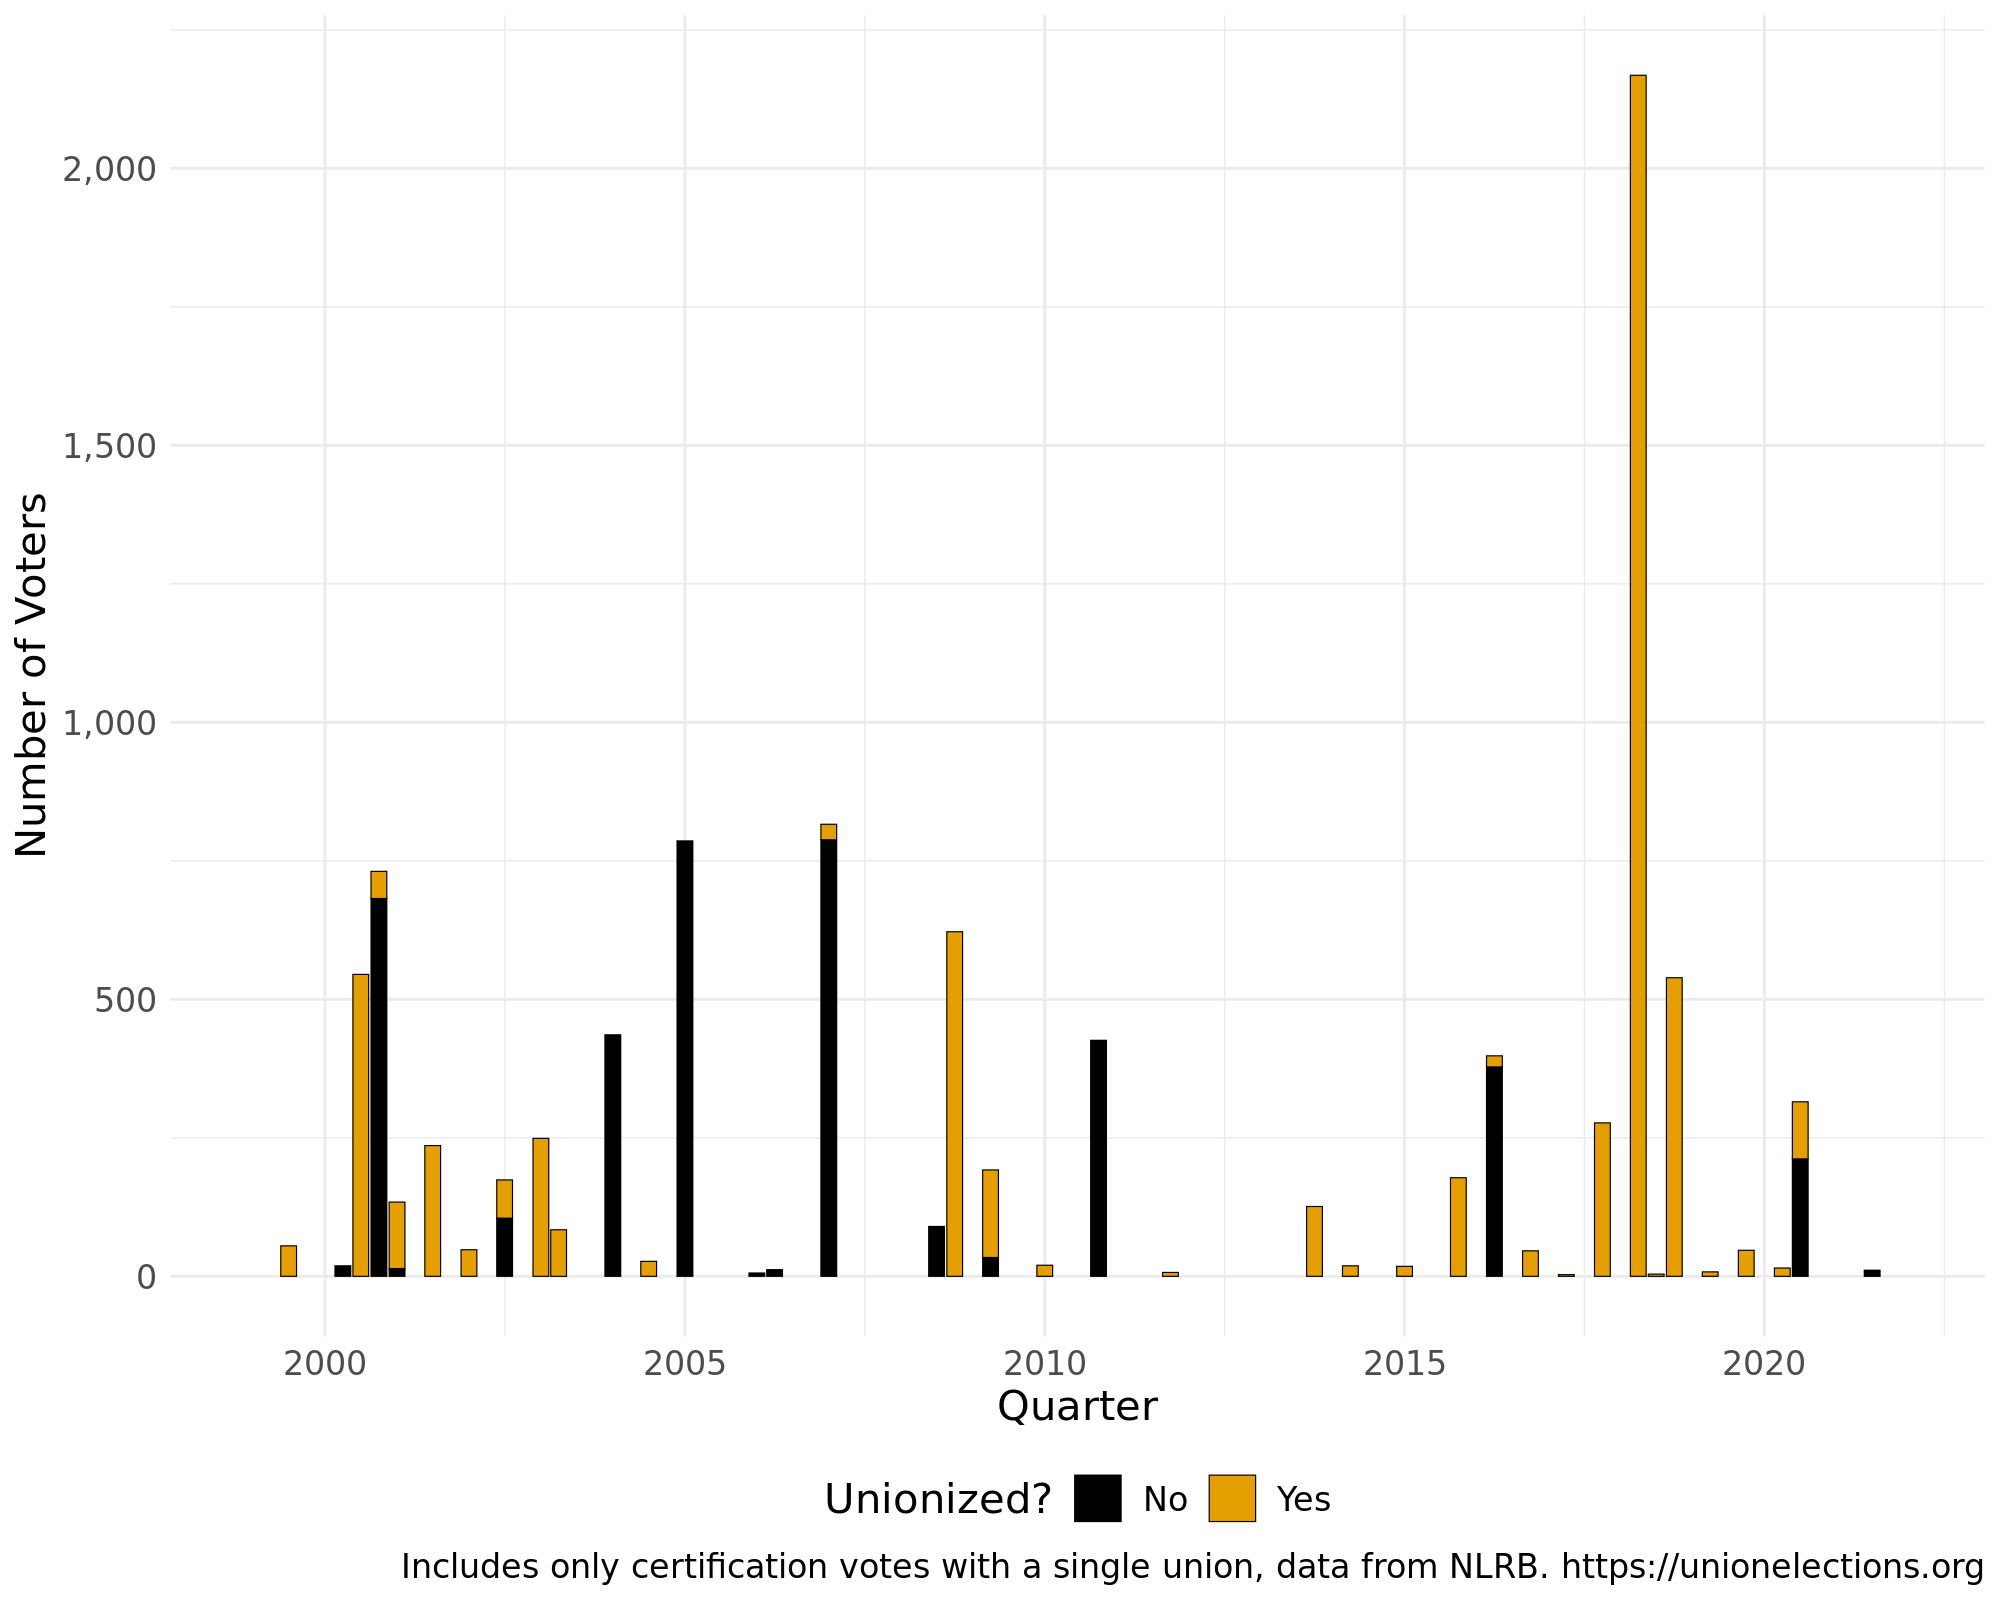 Number of Voters
2,000
1,500
1,000
500
0
2000 2005 2010 2015 2020
Quarter
Unionized? No Yes
Includes only certification votes with a single union, data from NLRB. https://unionelections.org